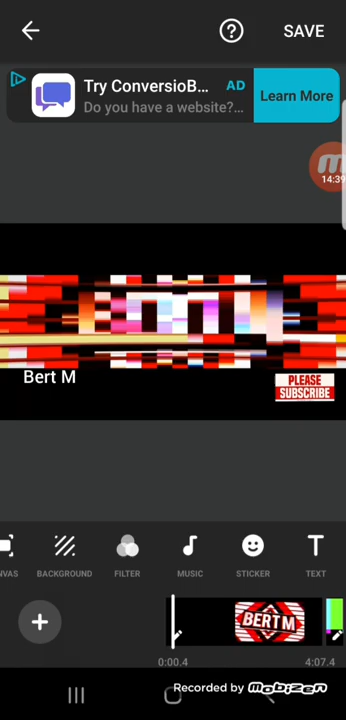 SAVE
Try ConversioB... AD
Do you have a website?...
Learn More
14:39
Bert M
PLEASE
SUBSCRIBE
NVAS BACKGROUND FILTER MUSIC STICKER TEXT
BERT M
0:00.4 4:07.4
Recorded by mobizen